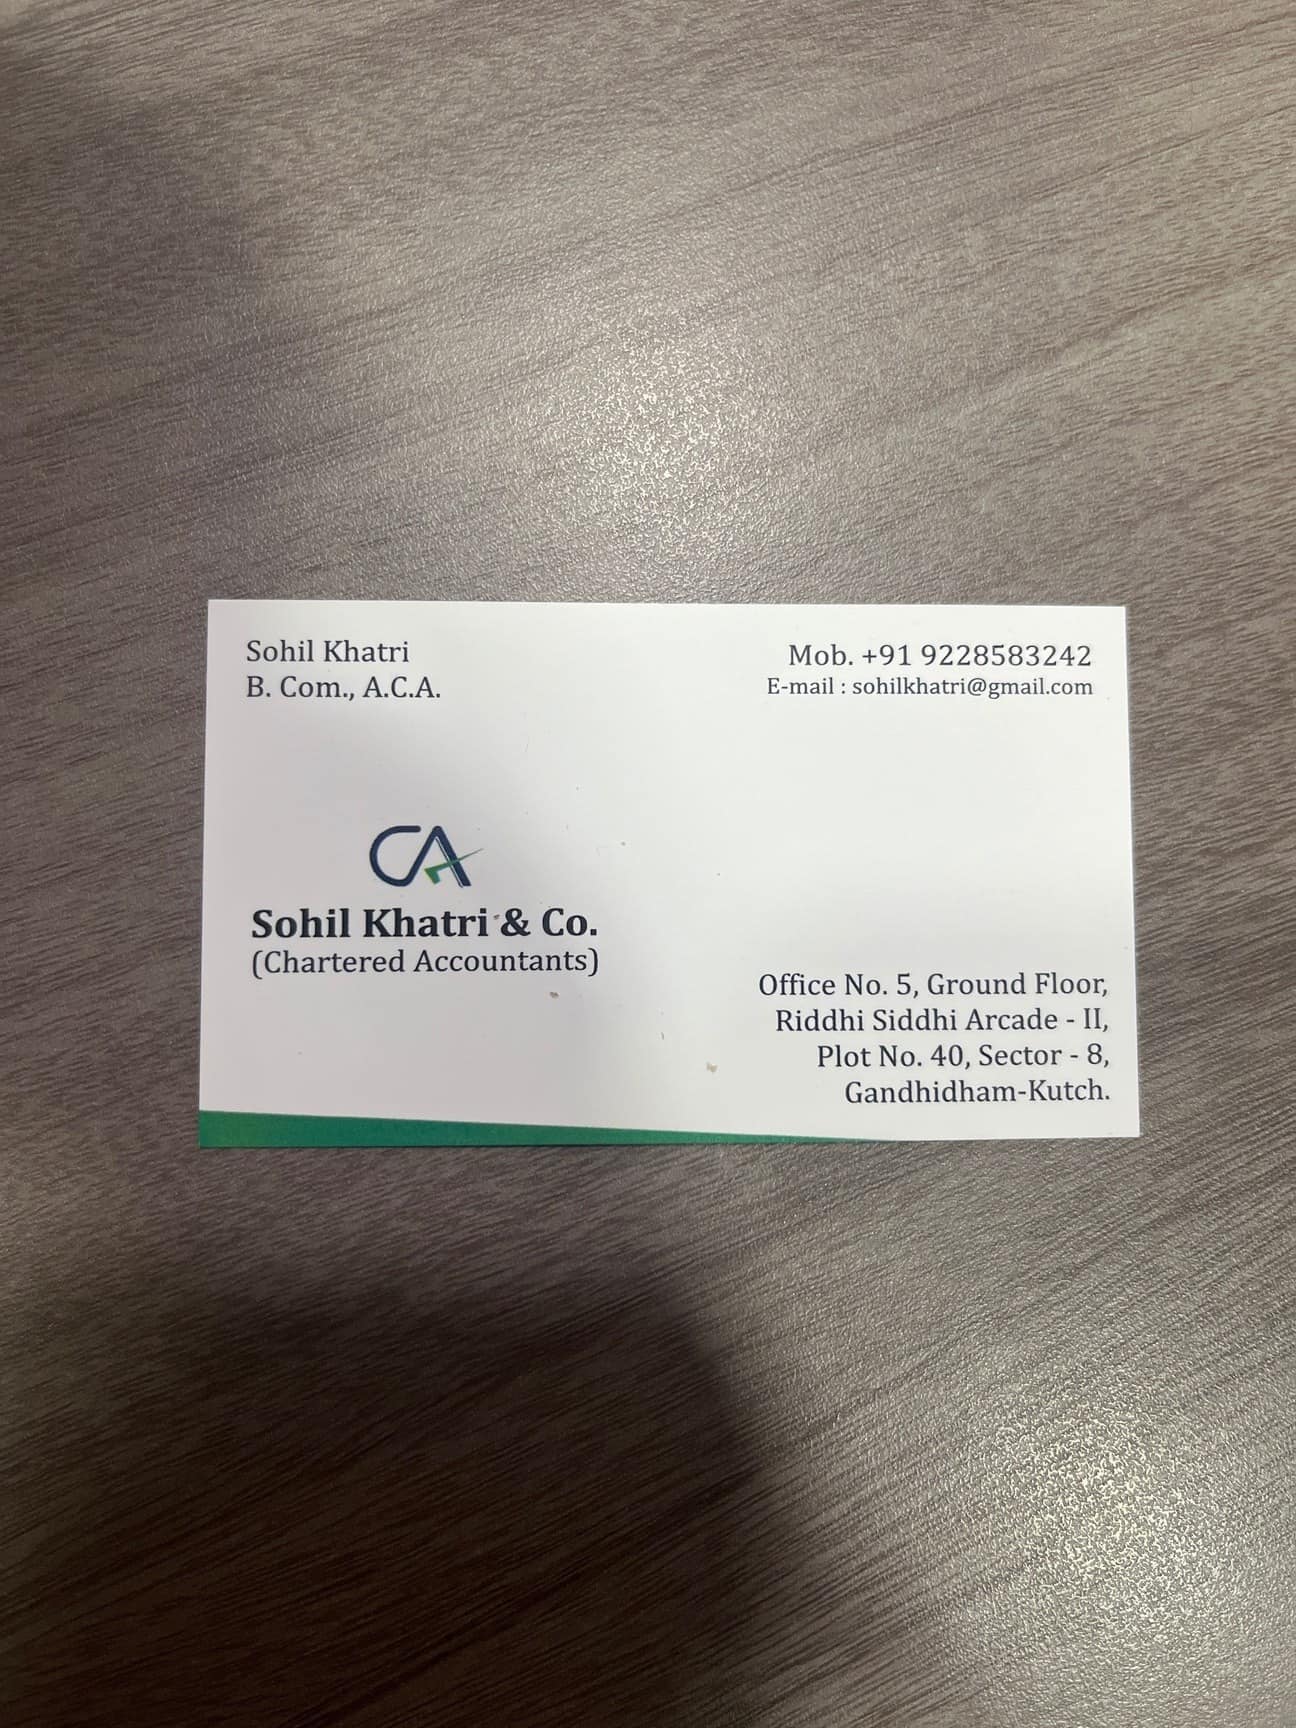 Sohil Khatri
B. Com., A.C.A.
Mob. +91 9228583242
E-mail : sohilkhatri@gmail.com
CA
Sohil Khatri & Co.
(Chartered Accountants)
Office No. 5, Ground Floor,
Riddhi Siddhi Arcade - II,
Plot No. 40, Sector - 8,
Gandhidham-Kutch.